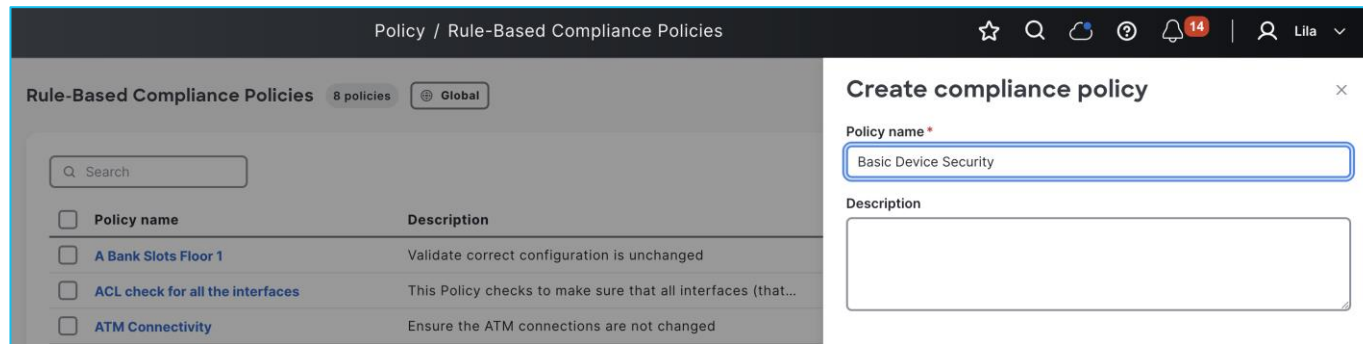 Policy / Rule-Based Compliance Policies
14
Lila
Rule-Based Compliance Policies 8 policies Global
Search
Policy name Description
A Bank Slots Floor 1 Validate correct configuration is unchanged
ACL check for all the interfaces This Policy checks to make sure that all interfaces (that...
ATM Connectivity Ensure the ATM connections are not changed
Create compliance policy
Policy name*
Basic Device Security
Description